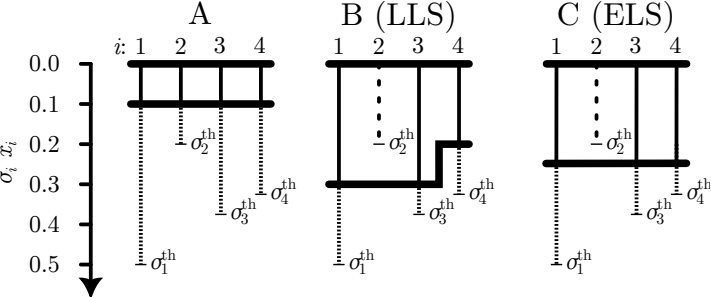 A B (LLS) C (ELS)
i: 1 2 3 4 1 2 3 4 1 2 3 4
0.0
0.1
0.2 σ₂ᵗʰ σ₂ᵗʰ σ₂ᵗʰ
σᵢ xᵢ
0.3 σ₄ᵗʰ σ₄ᵗʰ σ₄ᵗʰ
σ₃ᵗʰ σ₃ᵗʰ σ₃ᵗʰ
0.4
0.5 σ₁ᵗʰ σ₁ᵗʰ σ₁ᵗʰ